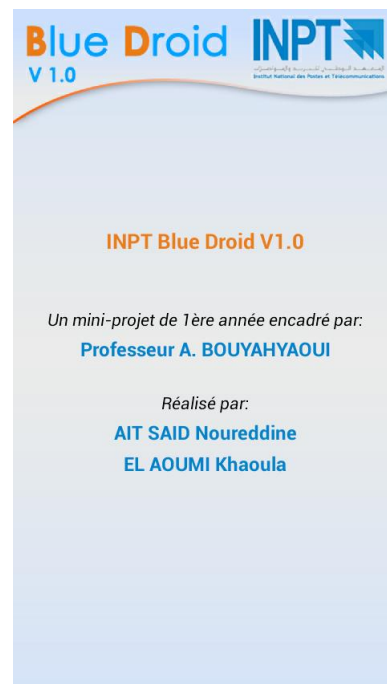 Blue Droid
V 1.0
INPT
Institut National des Postes et Télécommunications
INPT Blue Droid V1.0
Un mini-projet de 1ère année encadré par:
Professeur A. BOUYAHYAOUI
Réalisé par:
AIT SAID Noureddine
EL AOUMI Khaoula